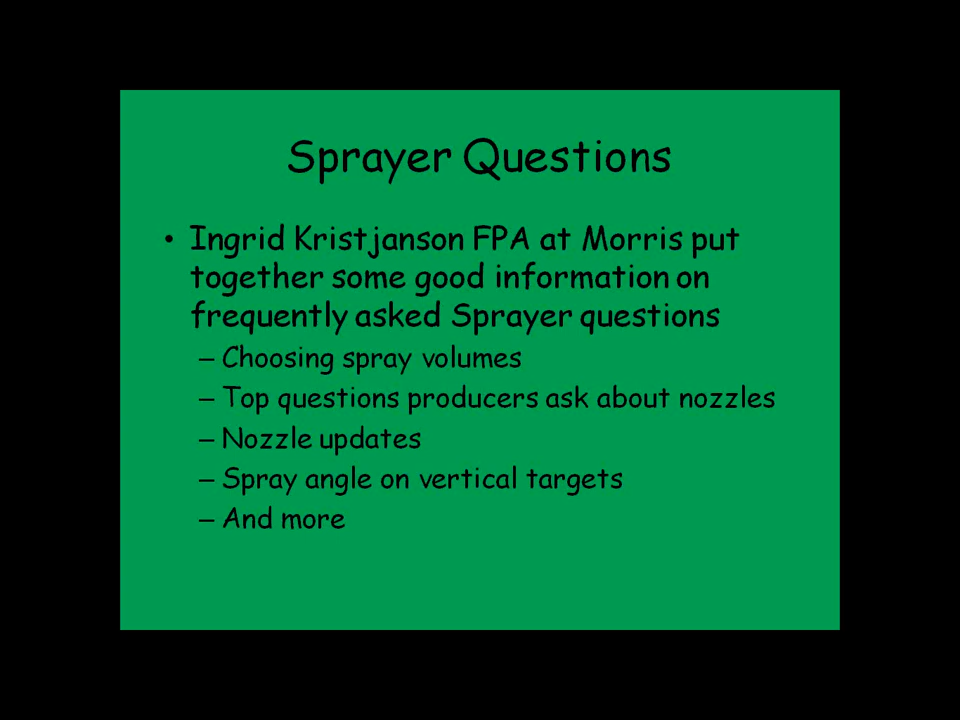 Sprayer Questions
• Ingrid Kristjanson FPA at Morris put
together some good information on
frequently asked Sprayer questions
– Choosing spray volumes
– Top questions producers ask about nozzles
– Nozzle updates
– Spray angle on vertical targets
– And more